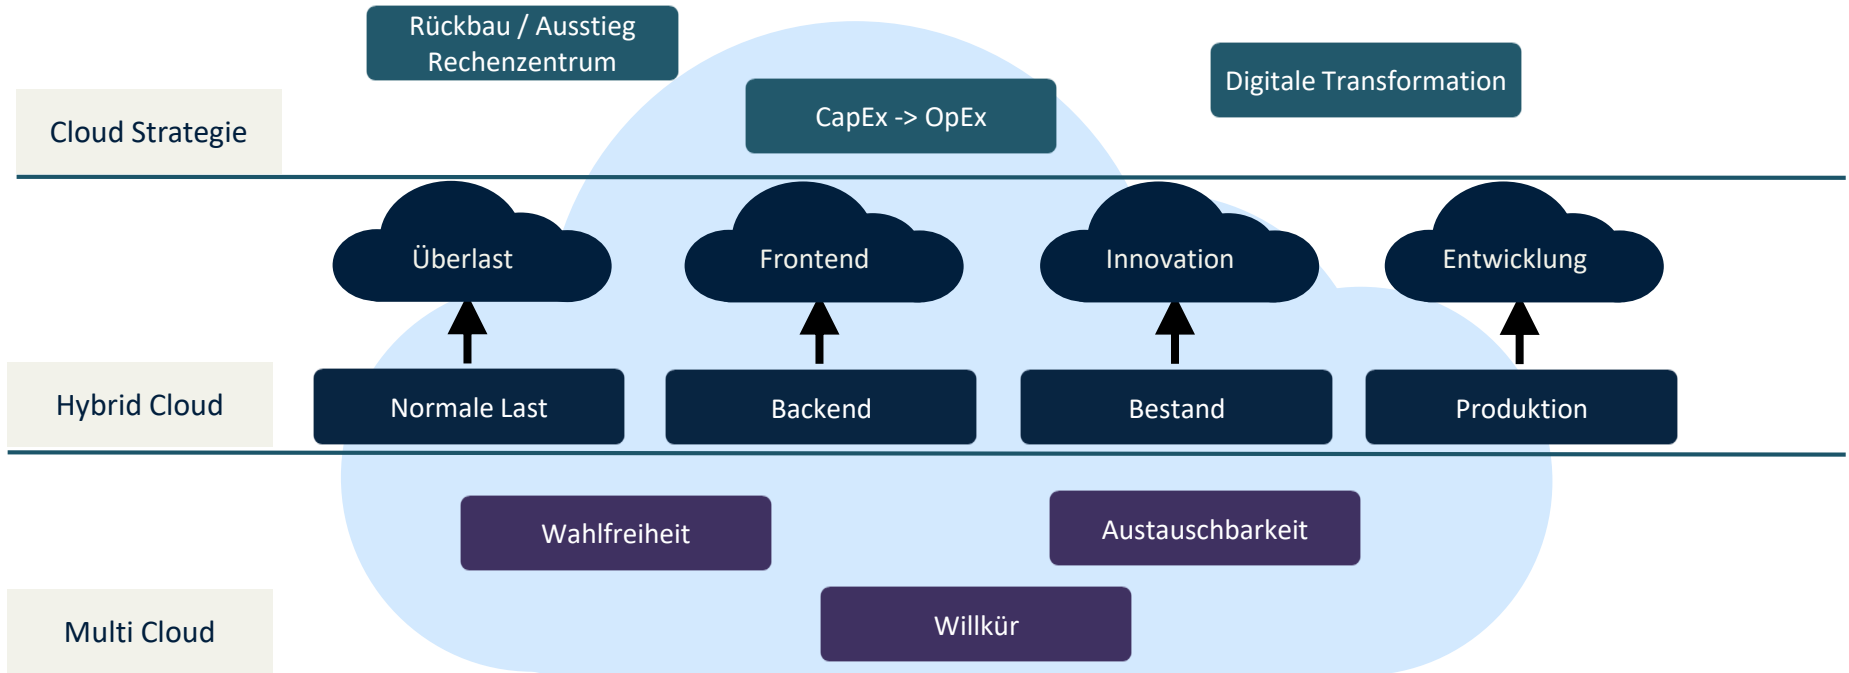 Rückbau / Ausstieg
Rechenzentrum
CapEx -> OpEx
Digitale Transformation
Cloud Strategie
Überlast
Frontend
Innovation
Entwicklung
Hybrid Cloud
Normale Last
Backend
Bestand
Produktion
Wahlfreiheit
Austauschbarkeit
Willkür
Multi Cloud